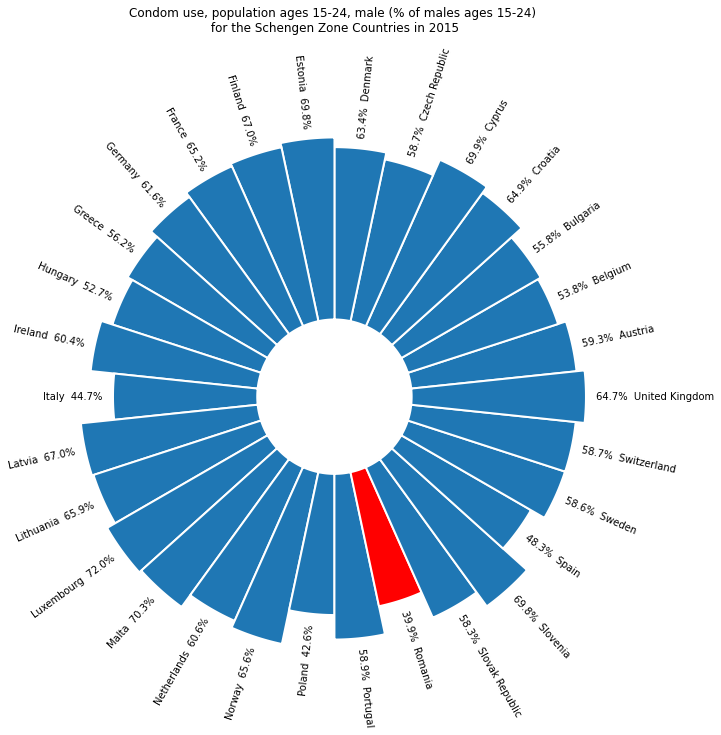 Condom use, population ages 15-24, male (% of males ages 15-24)
for the Schengen Zone Countries in 2015
59.3% Austria
53.8% Belgium
55.8% Bulgaria
64.9% Croatia
69.9% Cyprus
58.7% Czech Republic
63.4% Denmark
Estonia 69.8%
Finland 67.0%
France 65.2%
Germany 61.6%
Greece 56.2%
Hungary 52.7%
Ireland 60.4%
Italy 44.7%
Latvia 67.0%
Lithuania 65.9%
Luxembourg 72.0%
Malta 70.3%
Netherlands 60.6%
Norway 65.6%
Poland 42.6%
58.9% Portugal
39.9% Romania
58.3% Slovak Republic
69.8% Slovenia
48.3% Spain
58.6% Sweden
58.7% Switzerland
64.7% United Kingdom